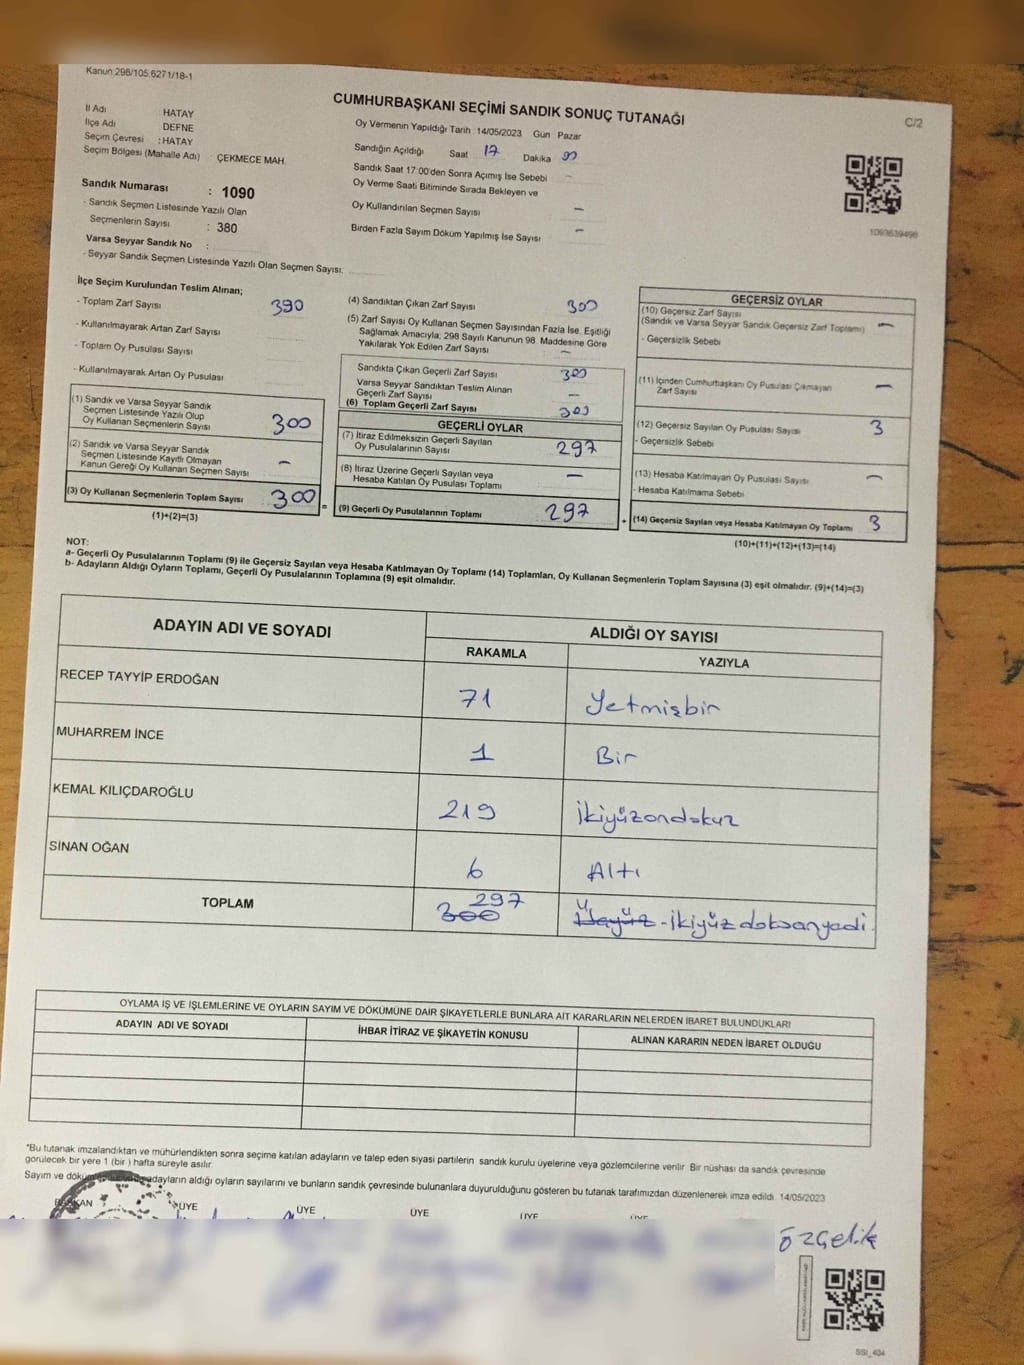 Kanun 298/105.6271/18-1
CUMHURBAŞKANI SEÇİMİ SANDIK SONUÇ TUTANAĞI
C/2
İl Adı HATAY
İlçe Adı DEFNE
Seçim Çevresi : HATAY
Seçim Bölgesi (Mahalle Adı) ÇEKMECE MAH.
Sandık Numarası : 1090
- Sandık Seçmen Listesinde Yazılı Olan
Seçmenlerin Sayısı : 380
Varsa Seyyar Sandık No :
- Seyyar Sandık Seçmen Listesinde Yazılı Olan Seçmen Sayısı:
Oy Vermenin Yapıldığı Tarih 14/05/2023 Gün Pazar
Sandığın Açıldığı Saat 17 Dakika 00
Sandık Saat 17:00'den Sonra Açımış İse Sebebi -
Oy Verme Saati Bitiminde Sırada Bekleyen ve
Oy Kullandırılan Seçmen Sayısı -
Birden Fazla Sayım Döküm Yapılmış İse Sayısı -
1093639496
İlçe Seçim Kurulundan Teslim Alınan;
- Toplam Zarf Sayısı 390
- Kullanılmayarak Artan Zarf Sayısı
- Toplam Oy Pusulası Sayısı
- Kullanılmayarak Artan Oy Pusulası
(1) Sandık ve Varsa Seyyar Sandık
Seçmen Listesinde Yazılı Olup
Oy Kullanan Seçmenlerin Sayısı 300
(2) Sandık ve Varsa Seyyar Sandık
Seçmen Listesinde Kayıtlı Olmayan
Kanun Gereği Oy Kullanan Seçmen Sayısı -
(3) Oy Kullanan Seçmenlerin Toplam Sayısı 300 =
(1)+(2)=(3)
(4) Sandıktan Çıkan Zarf Sayısı 300
(5) Zarf Sayısı Oy Kullanan Seçmen Sayısından Fazla İse, Eşitliği
Sağlamak Amacıyla; 298 Sayılı Kanunun 98. Maddesine Göre
Yakılarak Yok Edilen Zarf Sayısı -
Sandıkta Çıkan Geçerli Zarf Sayısı 300
Varsa Seyyar Sandıktan Teslim Alınan
Geçerli Zarf Sayısı -
(6) Toplam Geçerli Zarf Sayısı 300
GEÇERLİ OYLAR
(7) İtiraz Edilmeksizin Geçerli Sayılan
Oy Pusulalarının Sayısı 297
(8) İtiraz Üzerine Geçerli Sayılan veya
Hesaba Katılan Oy Pusulası Toplamı -
(9) Geçerli Oy Pusulalarının Toplamı 297 +
GEÇERSİZ OYLAR
(10) Geçersiz Zarf Sayısı
(Sandık ve Varsa Seyyar Sandık Geçersiz Zarf Toplamı) -
- Geçersizlik Sebebi
(11) İçinden Cumhurbaşkanı Oy Pusulası Çıkmayan
Zarf Sayısı -
(12) Geçersiz Sayılan Oy Pusulası Sayısı 3
- Geçersizlik Sebebi
(13) Hesaba Katılmayan Oy Pusulası Sayısı -
- Hesaba Katılmama Sebebi
(14) Geçersiz Sayılan veya Hesaba Katılmayan Oy Toplamı 3
(10)+(11)+(12)+(13)=(14)
NOT:
a- Geçerli Oy Pusulalarının Toplamı (9) ile Geçersiz Sayılan veya Hesaba Katılmayan Oy Toplamı (14) Toplamları, Oy Kullanan Seçmenlerin Toplam Sayısına (3) eşit olmalıdır. (9)+(14)=(3)
b- Adayların Aldığı Oyların Toplamı, Geçerli Oy Pusulalarının Toplamına (9) eşit olmalıdır.
ADAYIN ADI VE SOYADI ALDIĞI OY SAYISI
RAKAMLA YAZIYLA
RECEP TAYYİP ERDOĞAN 71 Yetmişbir
MUHARREM İNCE 1 Bir
KEMAL KILIÇDAROĞLU 219 İkiyüzondokuz
SİNAN OĞAN 6 Altı
297
TOPLAM 300 Üçyüz - ikiyüz doksanyedi.
OYLAMA İŞ VE İŞLEMLERİNE VE OYLARIN SAYIM VE DÖKÜMÜNE DAİR ŞİKAYETLERLE BUNLARA AİT KARARLARIN NELERDEN İBARET BULUNDUKLARI
ADAYIN ADI VE SOYADI İHBAR İTİRAZ VE ŞİKAYETİN KONUSU ALINAN KARARIN NEDEN İBARET OLDUĞU
*Bu tutanak imzalandıktan ve mühürlendikten sonra seçime katılan adayların ve talep eden siyasi partilerin sandık kurulu üyelerine veya gözlemcilerine verilir. Bir nüshası da sandık çevresinde
görülecek bir yere 1 (bir) hafta süreyle asılır.
Sayım ve döküm adayların aldığı oyların sayılarını ve bunların sandık çevresinde bulunanlara duyurulduğunu gösteren bu tutanak tarafımızdan düzenlenerek imza edildi. 14/05/2023
BAŞKAN ÜYE ÜYE ÜYE ÜYE ÜYE
Özçelik
SSI_434